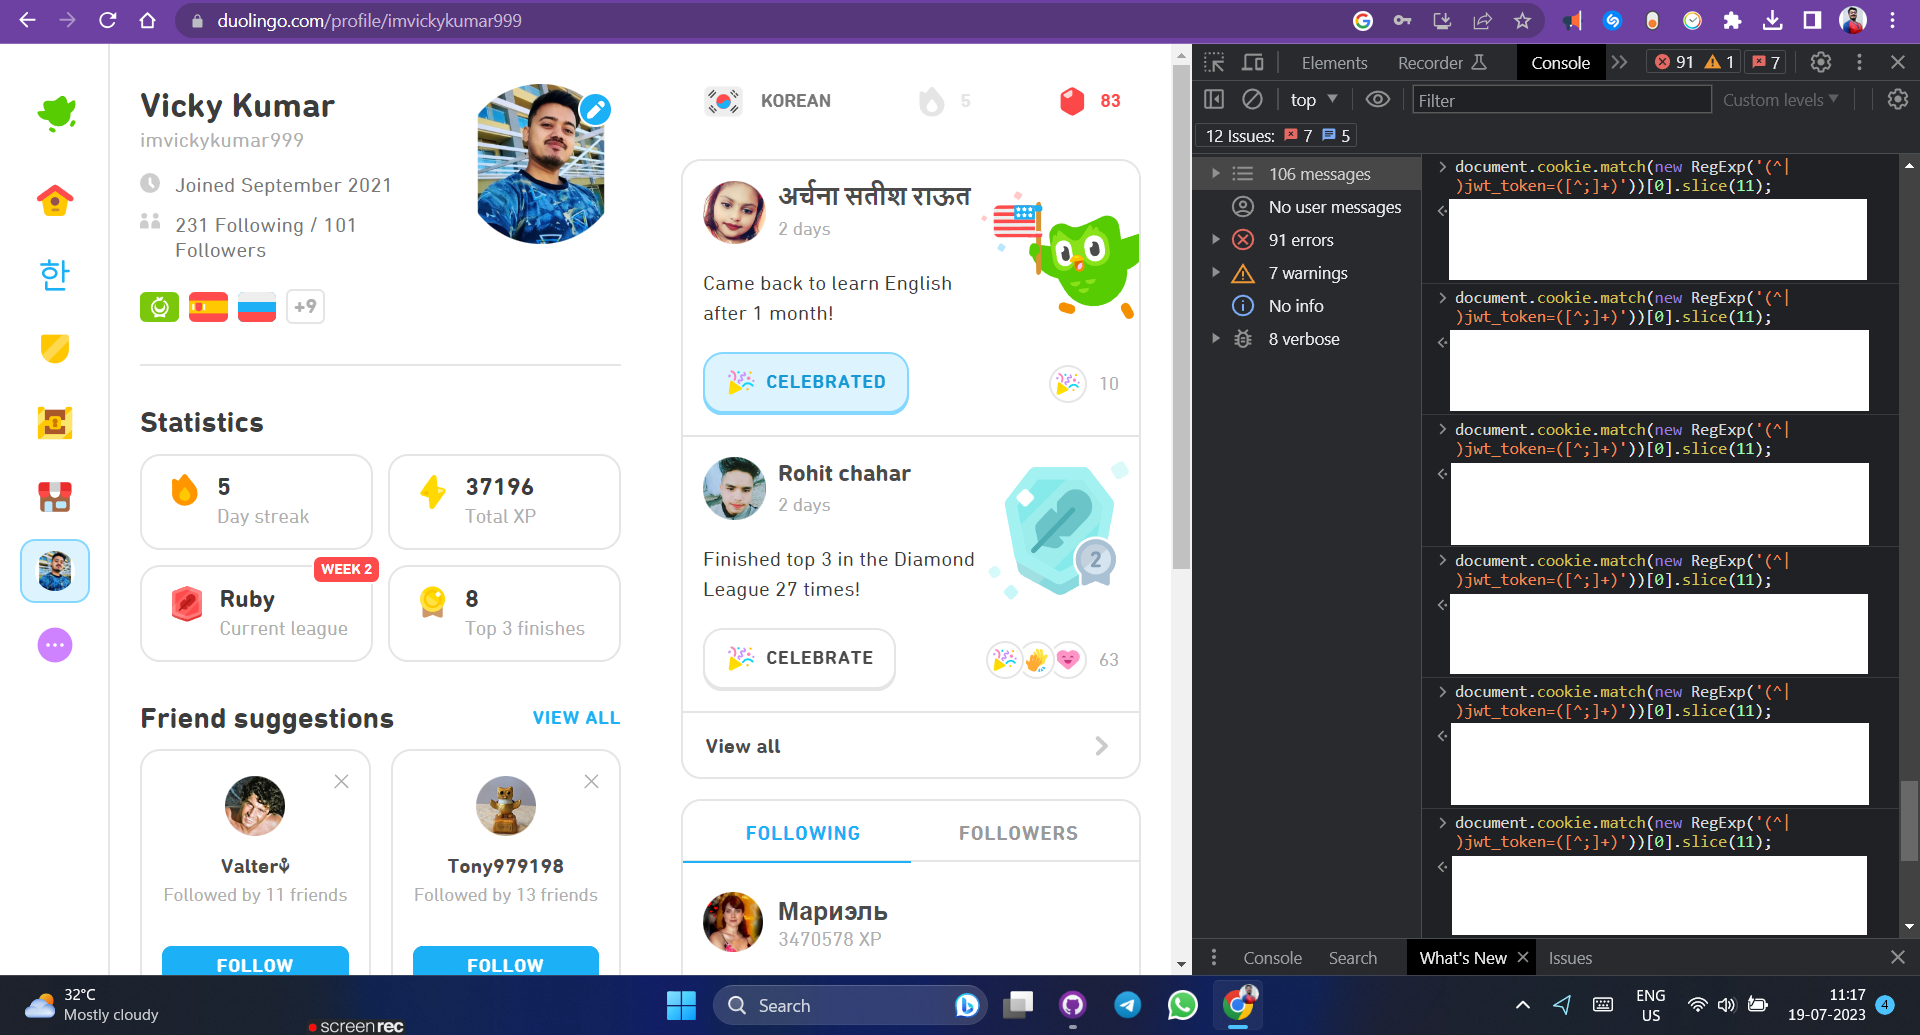 duolingo.com/profile/imvickykumar999
Vicky Kumar
imvickykumar999
Joined September 2021
231 Following / 101
Followers
+9
한
Statistics
5
Day streak
37196
Total XP
WEEK 2
Ruby
Current league
8
Top 3 finishes
Friend suggestions
VIEW ALL
Valter
Followed by 11 friends
FOLLOW
Tony979198
Followed by 13 friends
FOLLOW
KOREAN
5
83
अर्चना सतीश राऊत
2 days
Came back to learn English
after 1 month!
CELEBRATED
10
Rohit chahar
2 days
Finished top 3 in the Diamond
League 27 times!
2
CELEBRATE
63
View all
FOLLOWING
FOLLOWERS
Мариэль
3470578 XP
Elements
Recorder
Console
91
1
7
top
Filter
Custom levels
12 Issues:
7
5
106 messages
No user messages
91 errors
7 warnings
No info
8 verbose
document.cookie.match(new RegExp('(^|
)jwt_token=([^;]+)'))[0].slice(11);
document.cookie.match(new RegExp('(^|
)jwt_token=([^;]+)'))[0].slice(11);
document.cookie.match(new RegExp('(^|
)jwt_token=([^;]+)'))[0].slice(11);
document.cookie.match(new RegExp('(^|
)jwt_token=([^;]+)'))[0].slice(11);
document.cookie.match(new RegExp('(^|
)jwt_token=([^;]+)'))[0].slice(11);
document.cookie.match(new RegExp('(^|
)jwt_token=([^;]+)'))[0].slice(11);
Console
Search
What's New
Issues
32°C
Mostly cloudy
screenrec
Search
ENG
US
11:17
19-07-2023
4